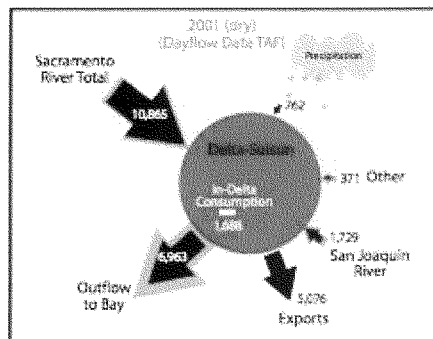 2001 (dry)
(Dayflow Data TAF)
Precipitation
Sacramento
River Total
10,865
762
Delta-Suisun
371 Other
In-Delta
Consumption
1,688
1,729
San Joaquin
River
6,963
Outflow
to Bay
5,076
Exports